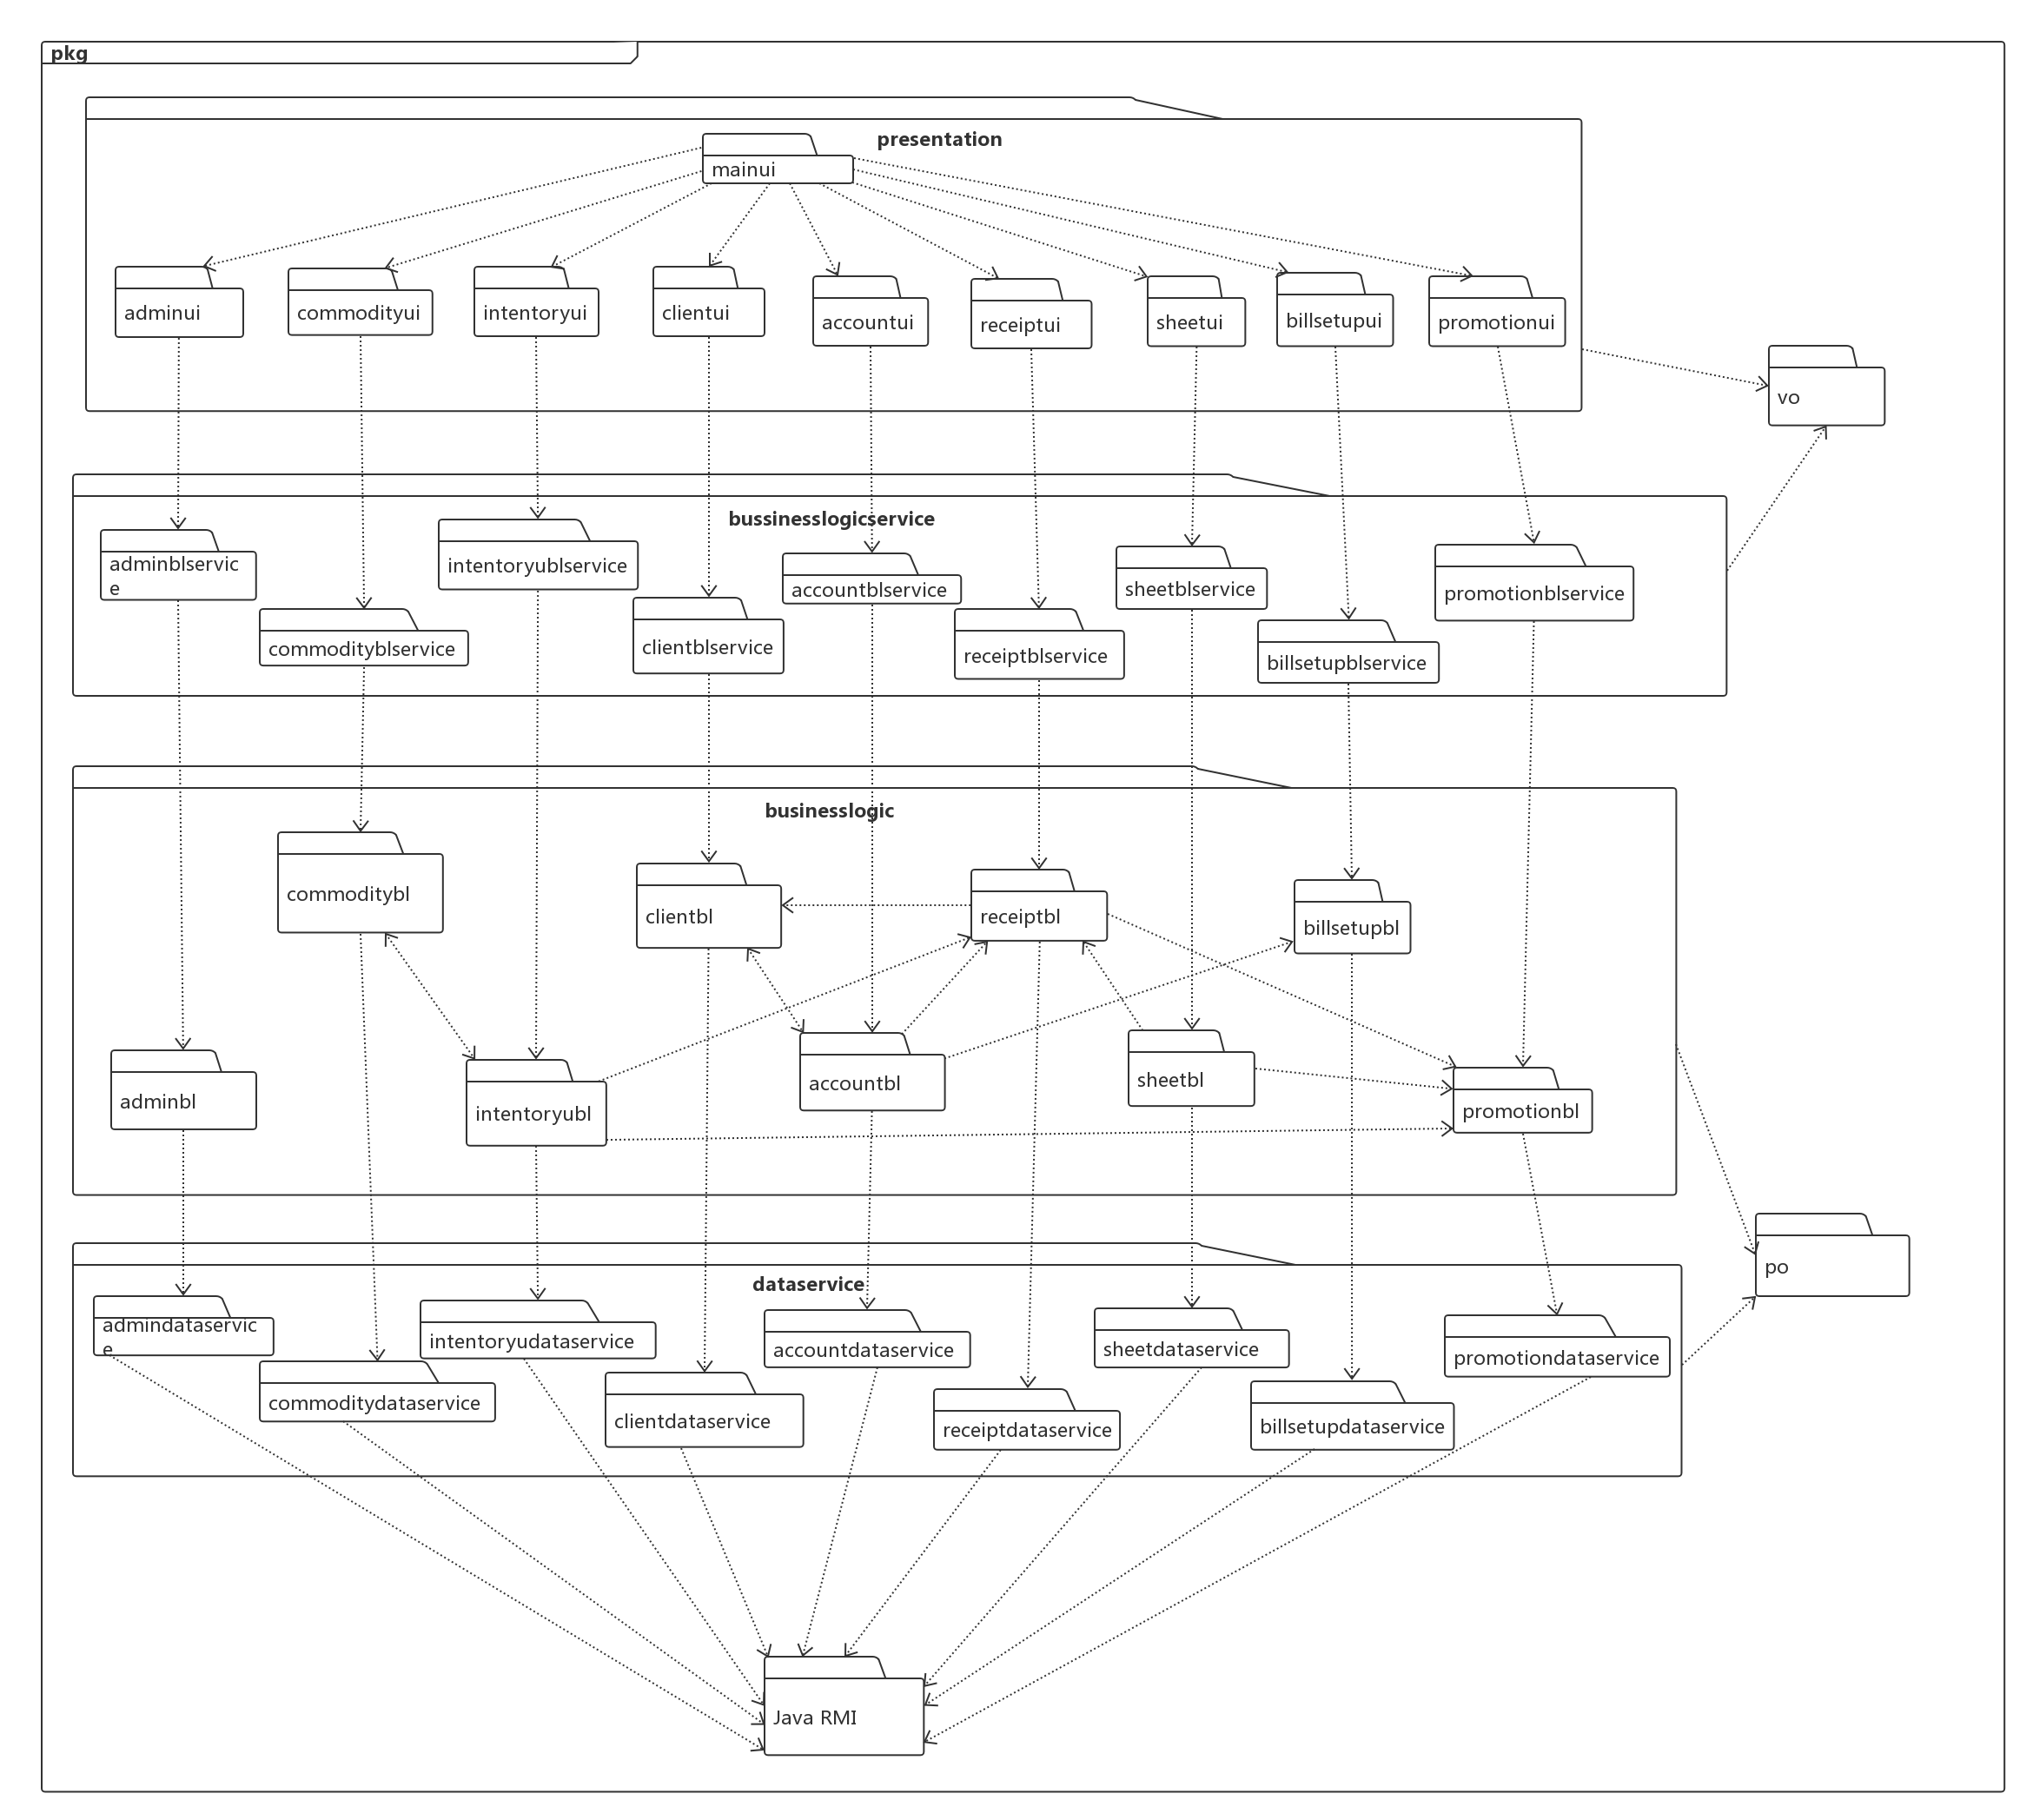 pkg
presentation
mainui
adminui
commodityui
intentoryui
clientui
accountui
receiptui
sheetui
billsetupui
promotionui
vo
bussinesslogicservice
adminblservic
e
commodityblservice
intentoryublservice
clientblservice
accountblservice
receiptblservice
sheetblservice
billsetupblservice
promotionblservice
businesslogic
commoditybl
clientbl
receiptbl
billsetupbl
adminbl
intentoryubl
accountbl
sheetbl
promotionbl
po
dataservice
admindataservic
e
commoditydataservice
intentoryudataservice
clientdataservice
accountdataservice
receiptdataservice
sheetdataservice
billsetupdataservice
promotiondataservice
Java RMI